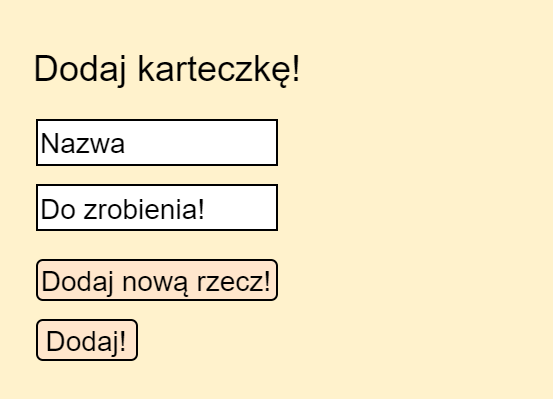 Dodaj karteczkę!
Nazwa
Do zrobienia!
Dodaj nową rzecz!
Dodaj!